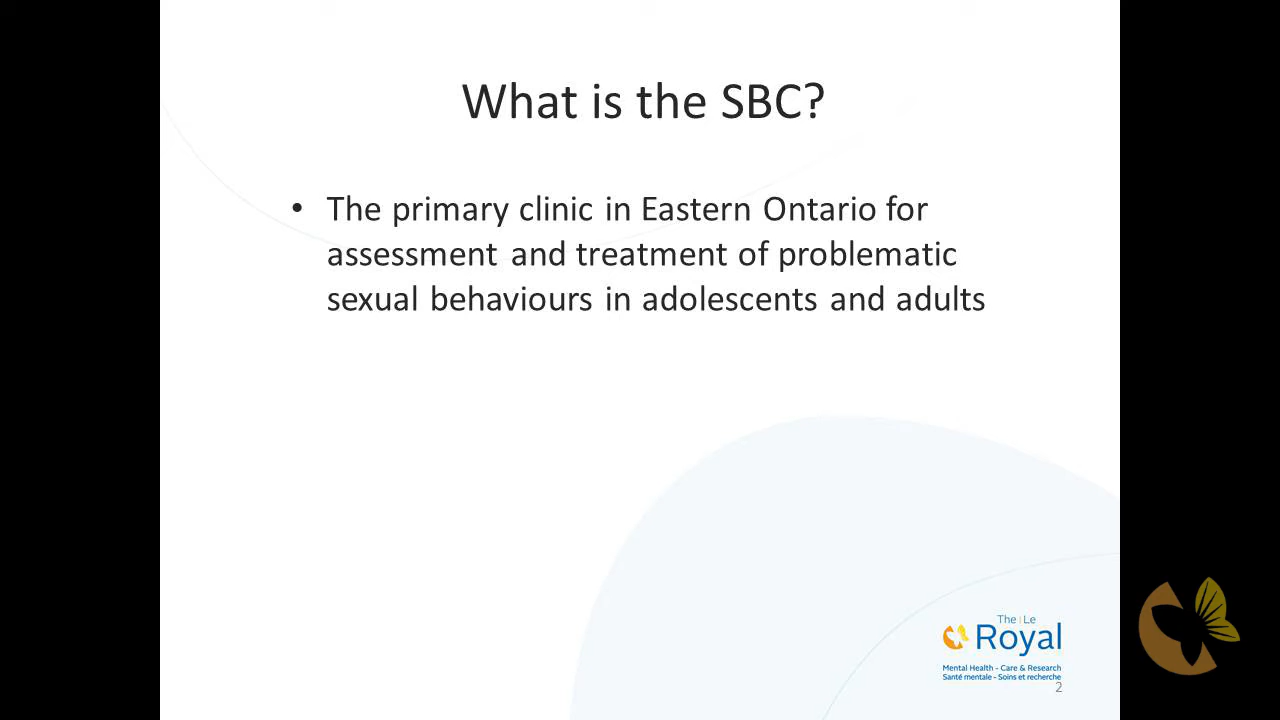 What is the SBC?
• The primary clinic in Eastern Ontario for
assessment and treatment of problematic
sexual behaviours in adolescents and adults
The | Le
Royal
Mental Health - Care & Research
Santé mentale - Soins et recherche
2